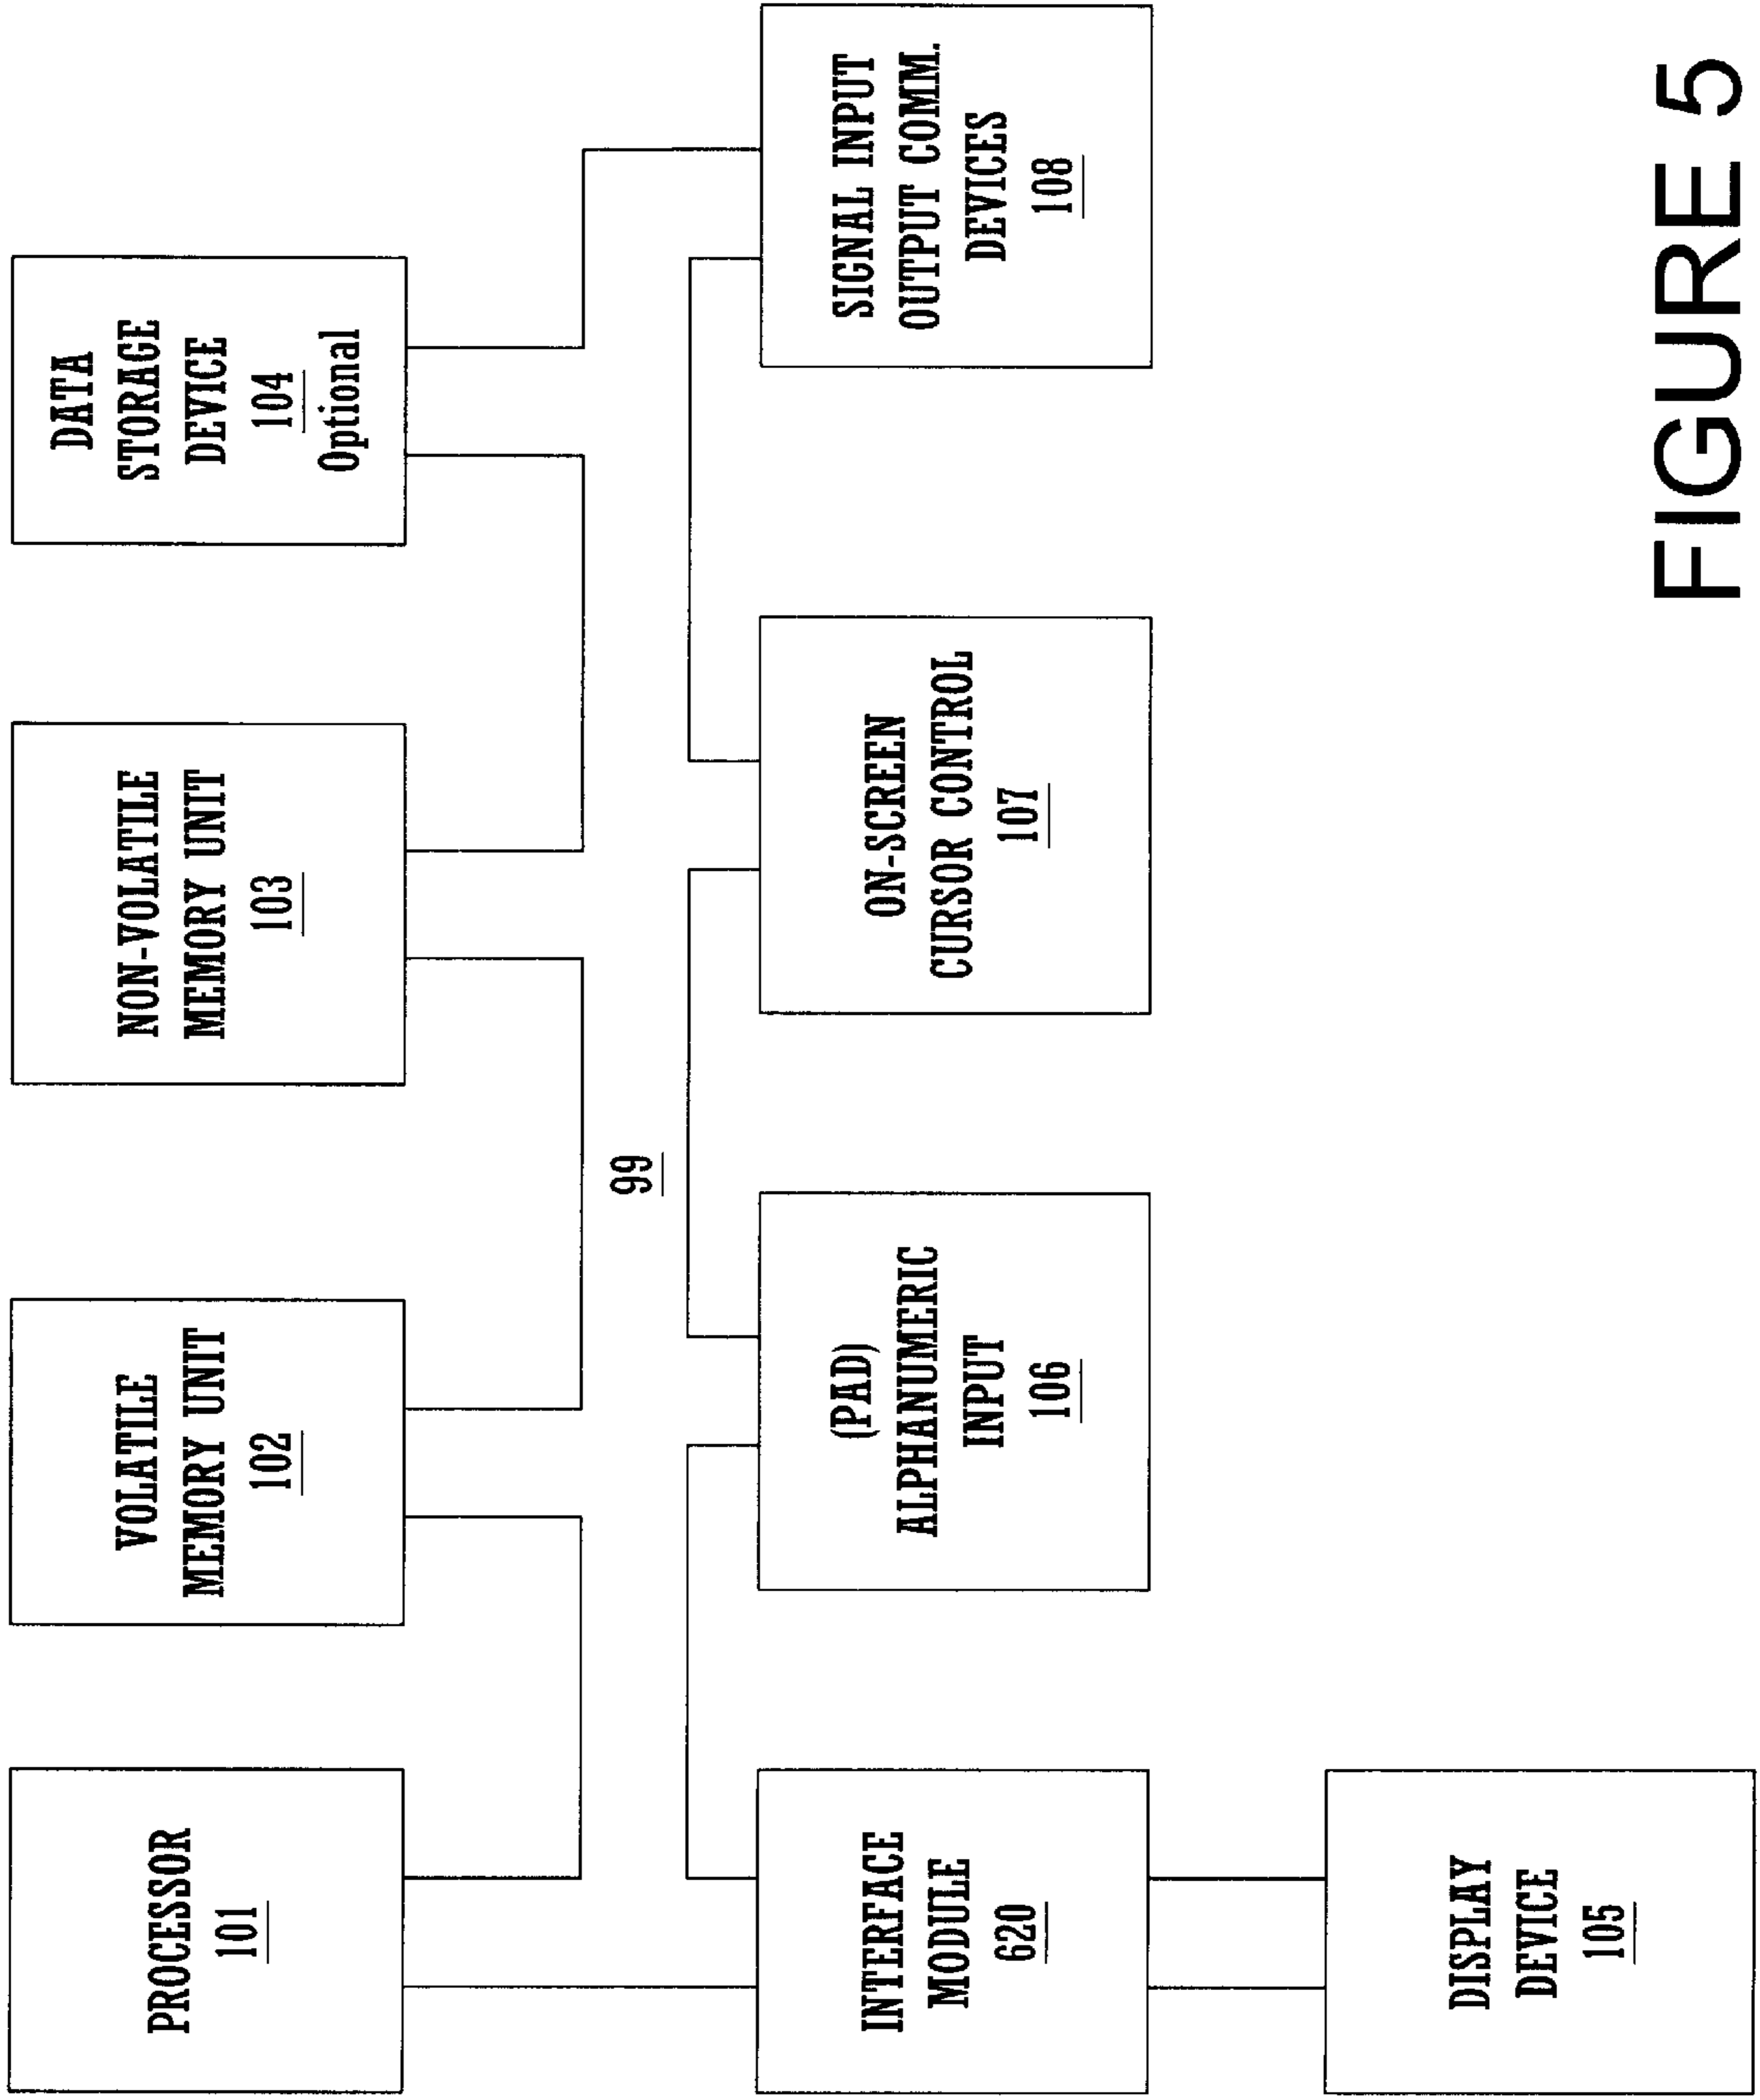 PROCESSOR
101
VOLATILE
MEMORY UNIT
102
NON-VOLATILE
MEMORY UNIT
103
DATA
STORAGE
DEVICE
104
Optional
99
INTERFACE
MODULE
620
(PAD)
ALPHANUMERIC
INPUT
106
ON-SCREEN
CURSOR CONTROL
107
SIGNAL INPUT
OUTPUT COMM.
DEVICES
108
DISPLAY
DEVICE
105
FIGURE 5